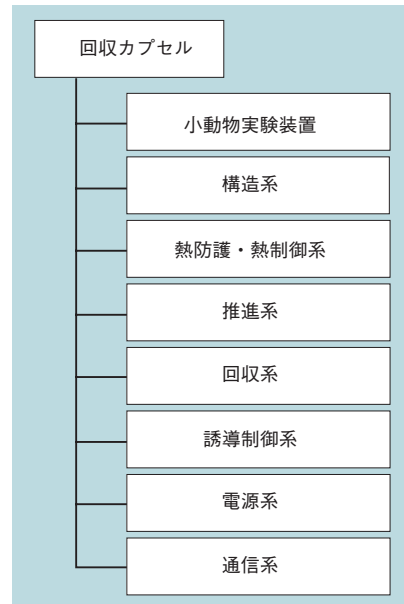 回収カプセル
小動物実験装置
構造系
熱防護・熱制御系
推進系
回収系
誘導制御系
電源系
通信系